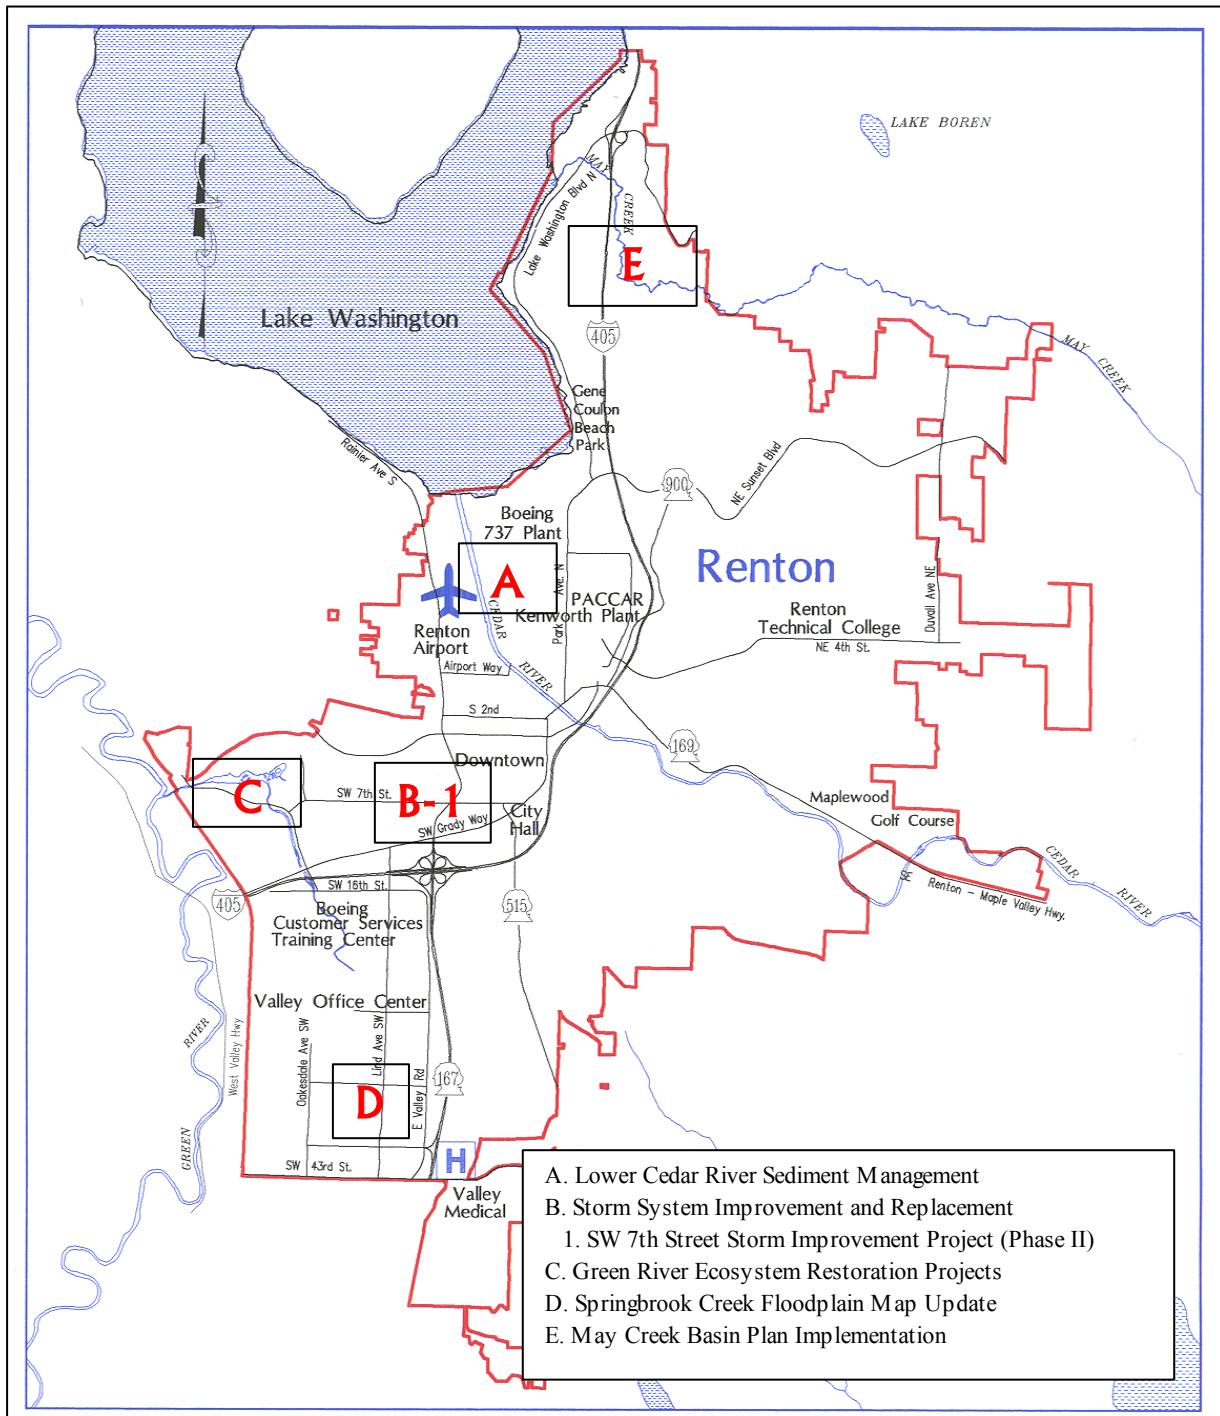 LAKE BOREN
MAY
CREEK
Lake Washington Blvd N
E
Lake Washington
405
MAY
CREEK
Gene
Coulon
Beach
Park
Rainier Ave S
NE Sunset Blvd
900
Boeing
737 Plant
Renton
A
CEDAR
RIVER
Park Ave. N
PACCAR
Kenworth Plant
Renton
Airport
Airport Way
Renton
Technical College
NE 4th St.
Duvall Ave NE
S 2nd
169
Downtown
C
SW 7th St.
B-1
SW Grady Way
City
Hall
Maplewood
Golf Course
CEDAR
RIVER
SE Renton - Maple Valley Hwy.
405
SW 16th St.
515
Boeing
Customer Services
Training Center
Valley Office Center
GREEN
RIVER
West Valley Hwy
Oakesdale Ave SW
Lind Ave SW
E Valley Rd
167
D
SW 43rd St.
H
Valley
Medical
A. Lower Cedar River Sediment Management
B. Storm System Improvement and Replacement
1. SW 7th Street Storm Improvement Project (Phase II)
C. Green River Ecosystem Restoration Projects
D. Springbrook Creek Floodplain Map Update
E. May Creek Basin Plan Implementation